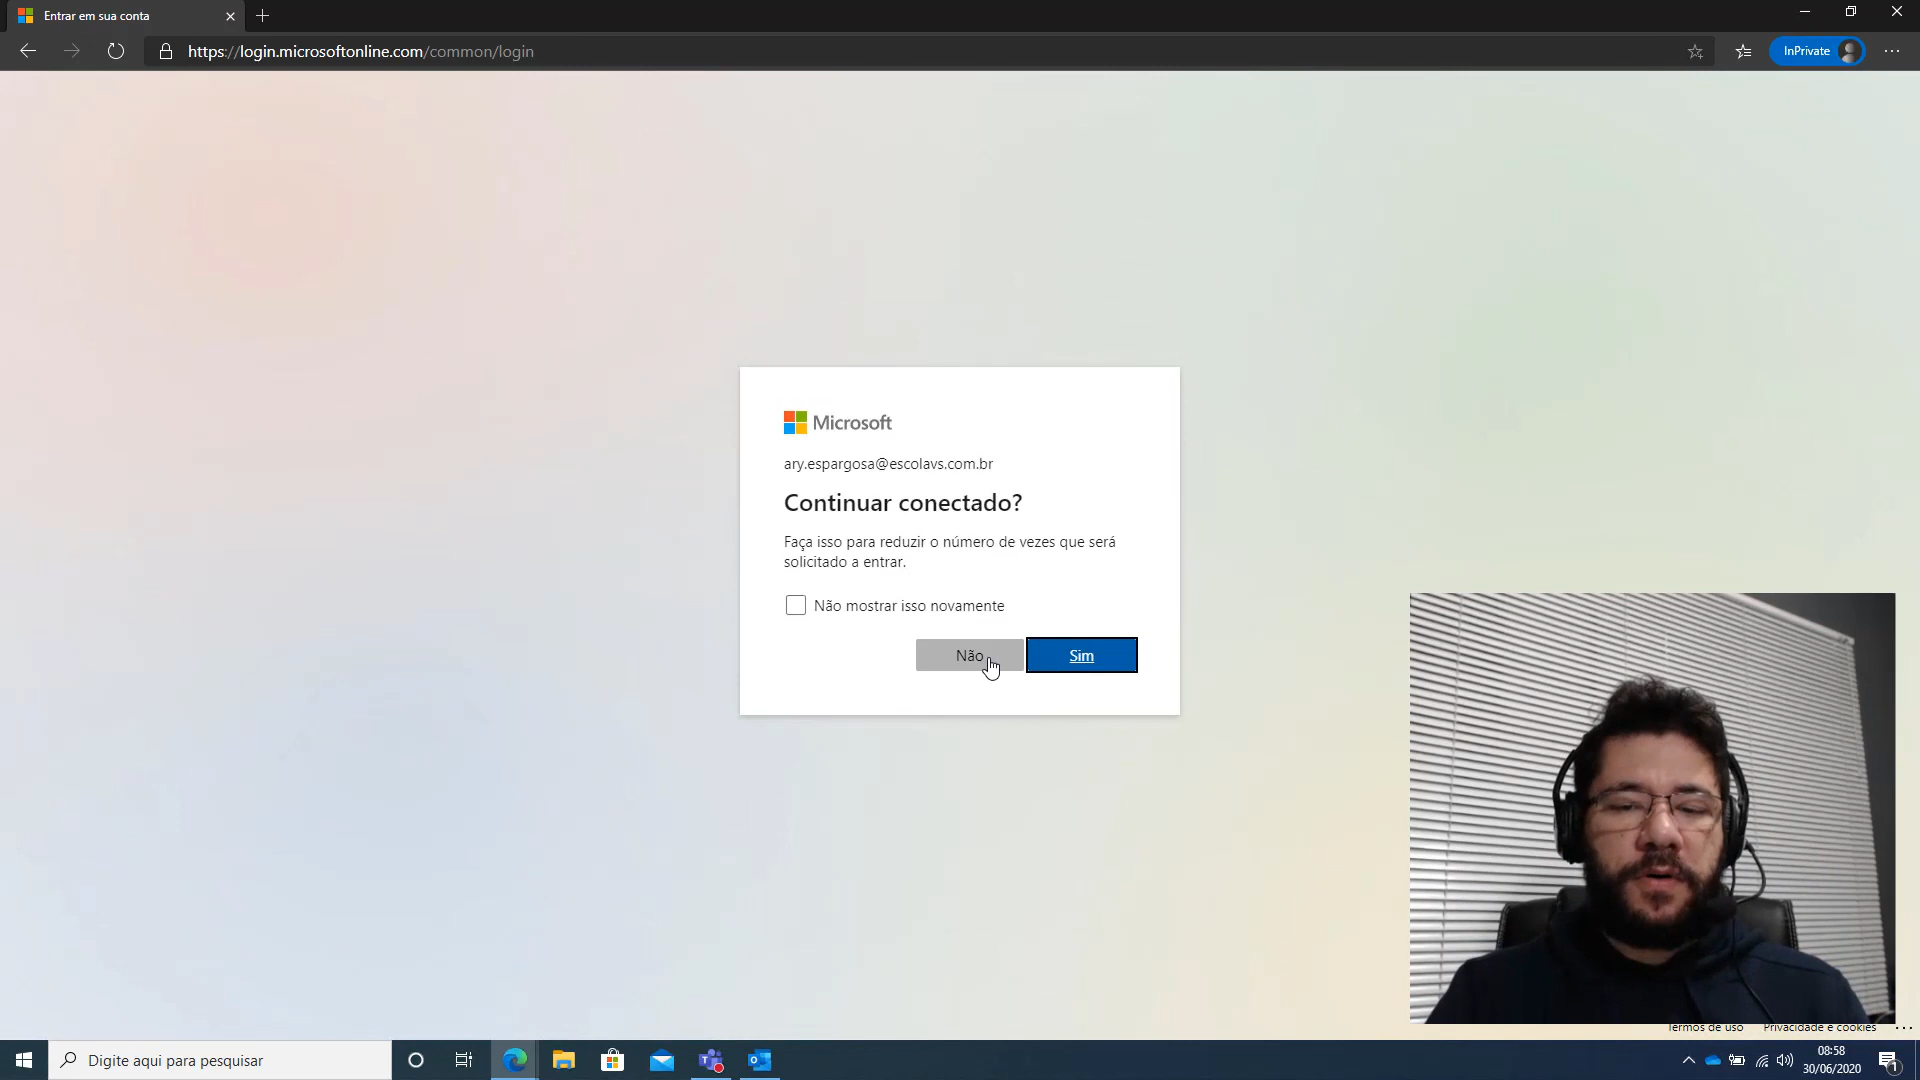 Entrar em sua conta
https://login.microsoftonline.com/common/login
InPrivate
Microsoft
ary.espargosa@escolavs.com.br
Continuar conectado?
Faça isso para reduzir o número de vezes que será
solicitado a entrar.
Não mostrar isso novamente
Não
Sim
Termos de uso
Privacidade e cookies
Digite aqui para pesquisar
08:58
30/06/2020
1